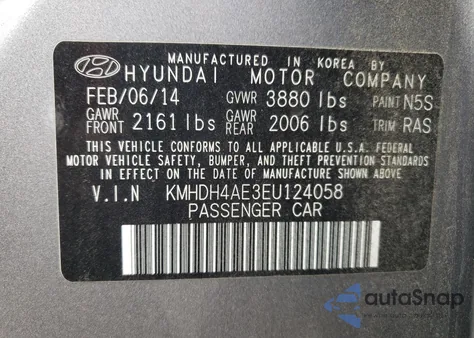 MANUFACTURED IN KOREA BY
HYUNDAI MOTOR COMPANY
FEB/06/14 GVWR 3880 lbs PAINT N5S
GAWR FRONT 2161 lbs GAWR REAR 2006 lbs TRIM RAS
THIS VEHICLE CONFORMS TO ALL APPLICABLE U.S.A. FEDERAL
MOTOR VEHICLE SAFETY, BUMPER, AND THEFT PREVENTION STANDARDS
IN EFFECT ON THE DATE OF MANUFACTURE SHOWN ABOVE.
V.I.N KMHDH4AE3EU124058
PASSENGER CAR
autoSnap